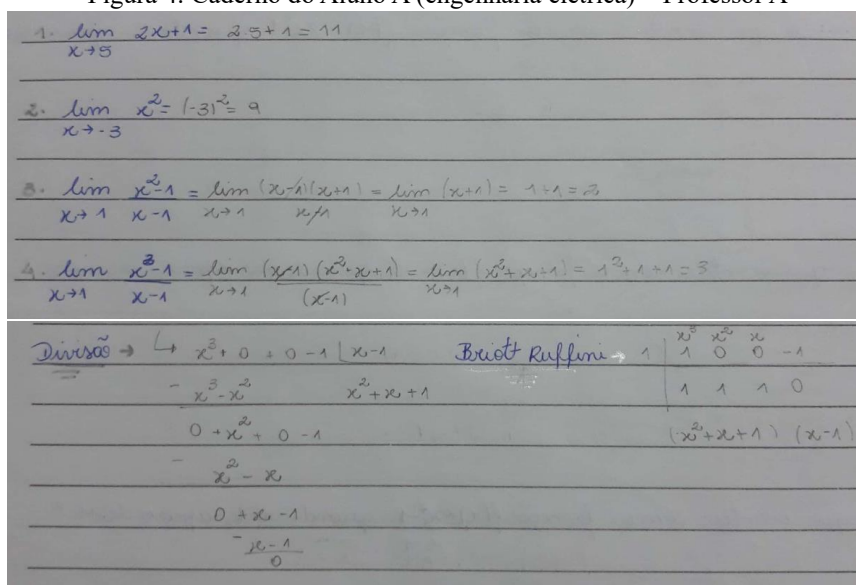 Figura 4. Caderno do Aluno A (engenharia elétrica) – Professor A
1. lim 2x+1 = 2.5+1 = 11
x→5
2. lim x² = (-3)² = 9
x→-3
3. lim x²-1 = lim (x-1)(x+1) = lim (x+1) = 1+1 = 2
x→1 x-1 x→1 x-1 x→1
4. lim x³-1 = lim (x-1) (x²+x+1) = lim (x²+x+1) = 1²+1+1 = 3
x→1 x-1 x→1 (x-1) x→1
Divisão → ↳ x³ + 0 + 0 - 1 | x-1
- x³ - x² x² + x + 1
0 + x² + 0 - 1
- x² - x
0 + x - 1
- x - 1
0
Briott Ruffini → x³ x² x
1 | 1 0 0 -1
1 1 1 0
(x²+x+1) (x-1)